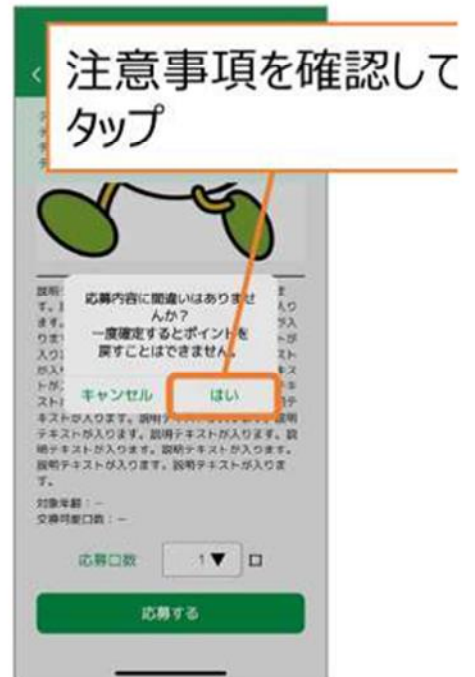 注意事項を確認して
タップ
応募内容に間違いはありませ
んか？
一度確定するとポイントを
戻すことはできません。
キャンセル
はい
キストが入ります。説明
テキストが入ります。説明テキストが入ります。説
明テキストが入ります。説明テキストが入ります。
説明テキストが入ります。説明テキストが入りま
す。
対象年齢：－
交換可能口数：－
応募口数 1▼ 口
応募する